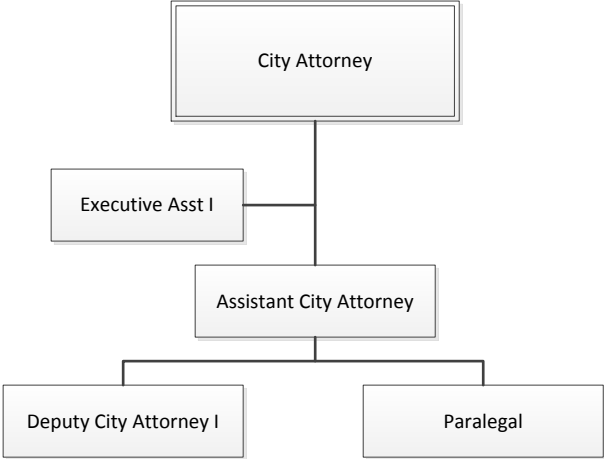 City Attorney
Executive Asst I
Assistant City Attorney
Deputy City Attorney I
Paralegal